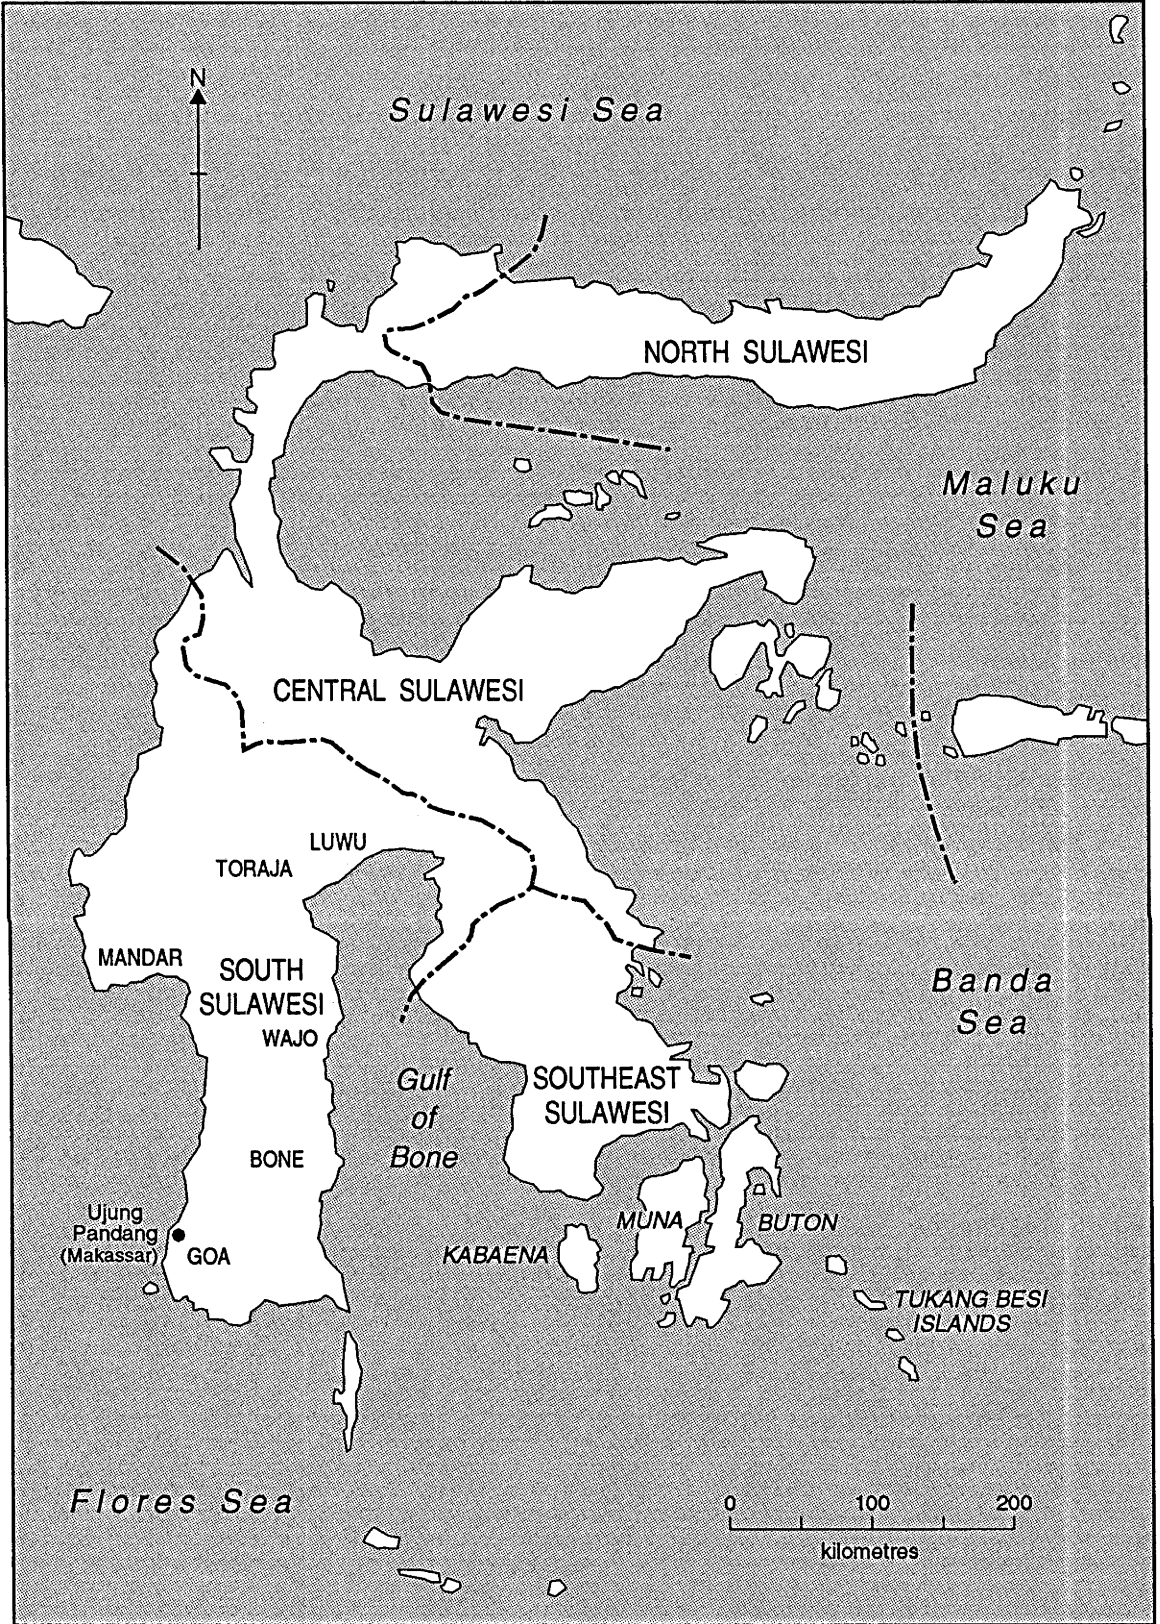 N
Sulawesi Sea
NORTH SULAWESI
Maluku
Sea
CENTRAL SULAWESI
LUWU
TORAJA
MANDAR
SOUTH
SULAWESI
WAJO
Banda
Sea
Gulf
of
Bone
SOUTHEAST
SULAWESI
BONE
Ujung
Pandang
(Makassar)
GOA
MUNA
BUTON
KABAENA
TUKANG BESI
ISLANDS
Flores Sea
0 100 200
kilometres